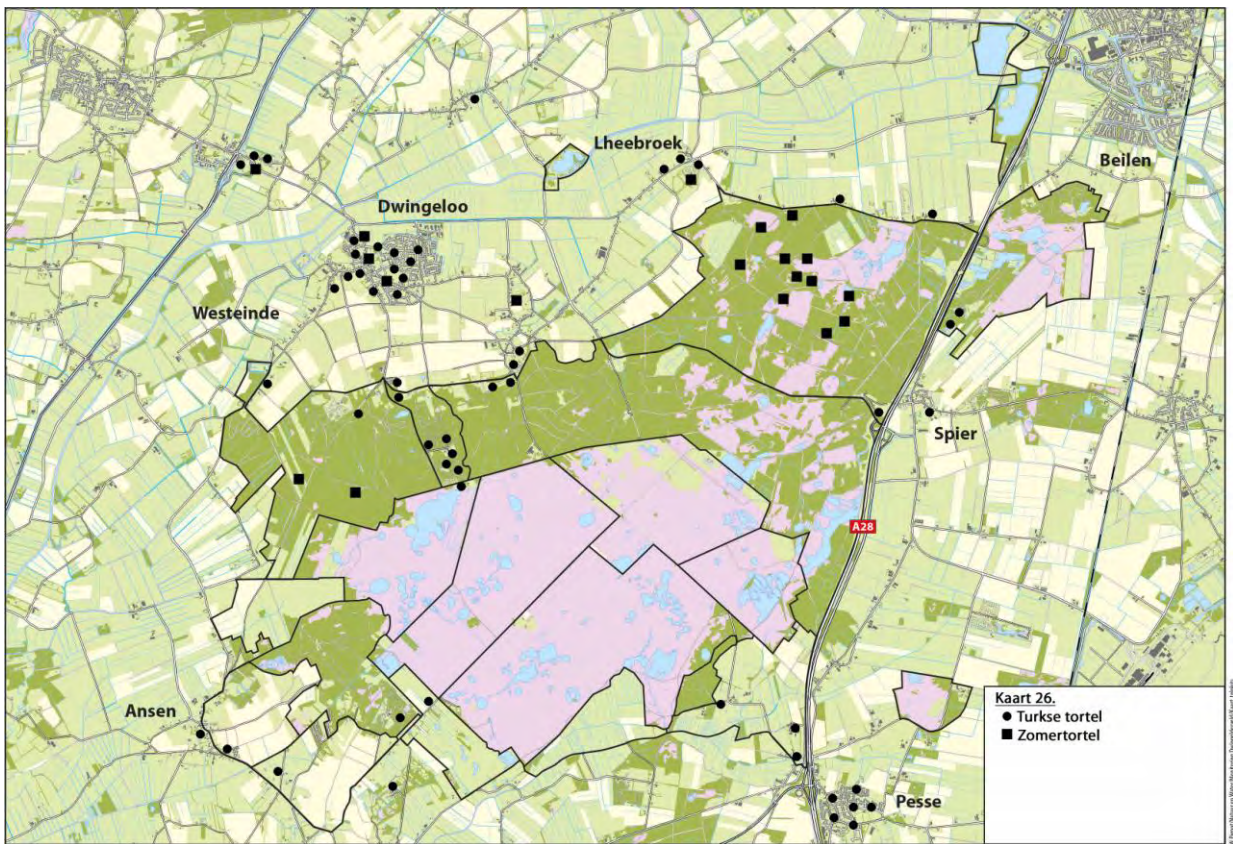 Lheebroek
Beilen
Dwingeloo
Westeinde
Spier
A28
Ansen
Pesse
Kaart 26.
Turkse tortel
Zomertortel